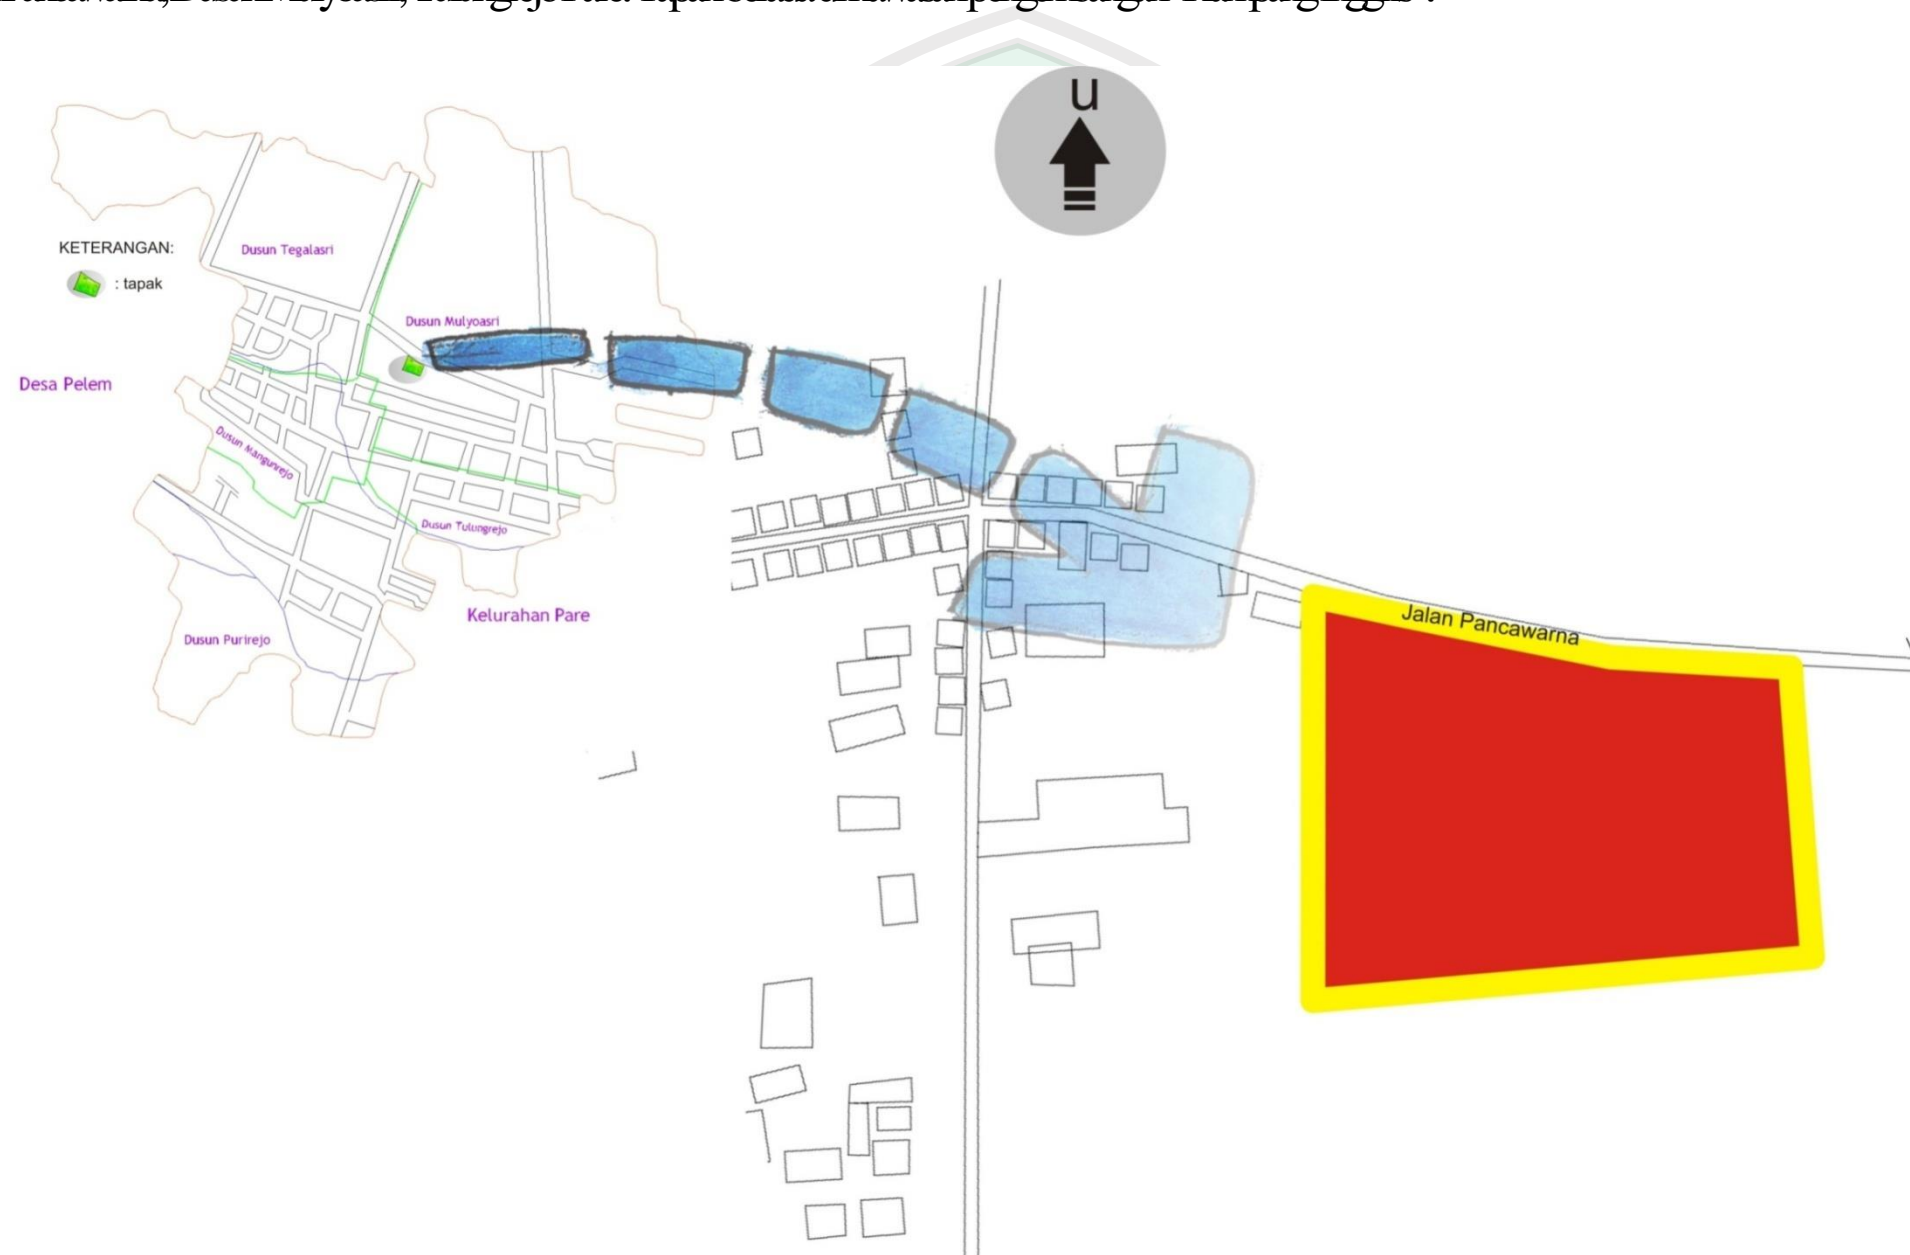 u
KETERANGAN:
: tapak
Dusun Tegalasri
Dusun Mulyoasri
Desa Pelem
Dusun Mangunrejo
Dusun Tulungrejo
Kelurahan Pare
Dusun Purirejo
Jalan Pancawarna